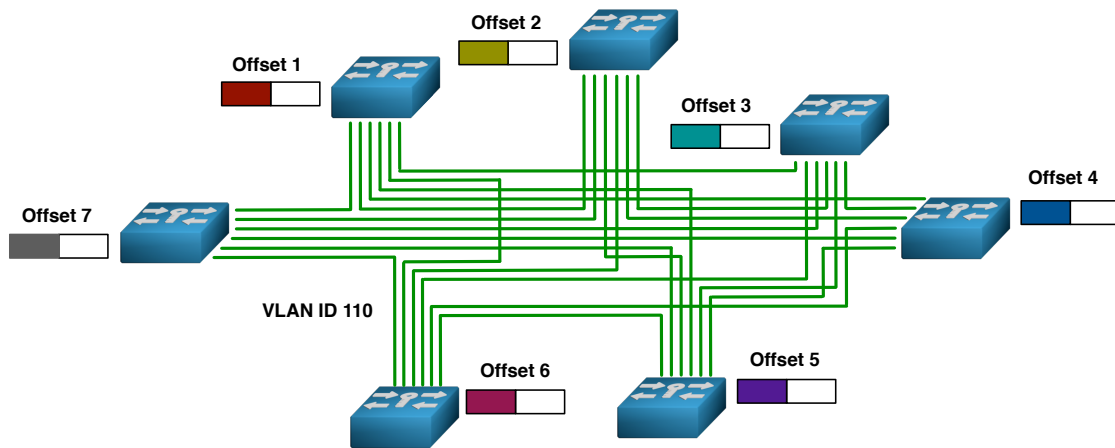 Offset 2
Offset 1
Offset 3
Offset 4
Offset 7
VLAN ID 110
Offset 5
Offset 6